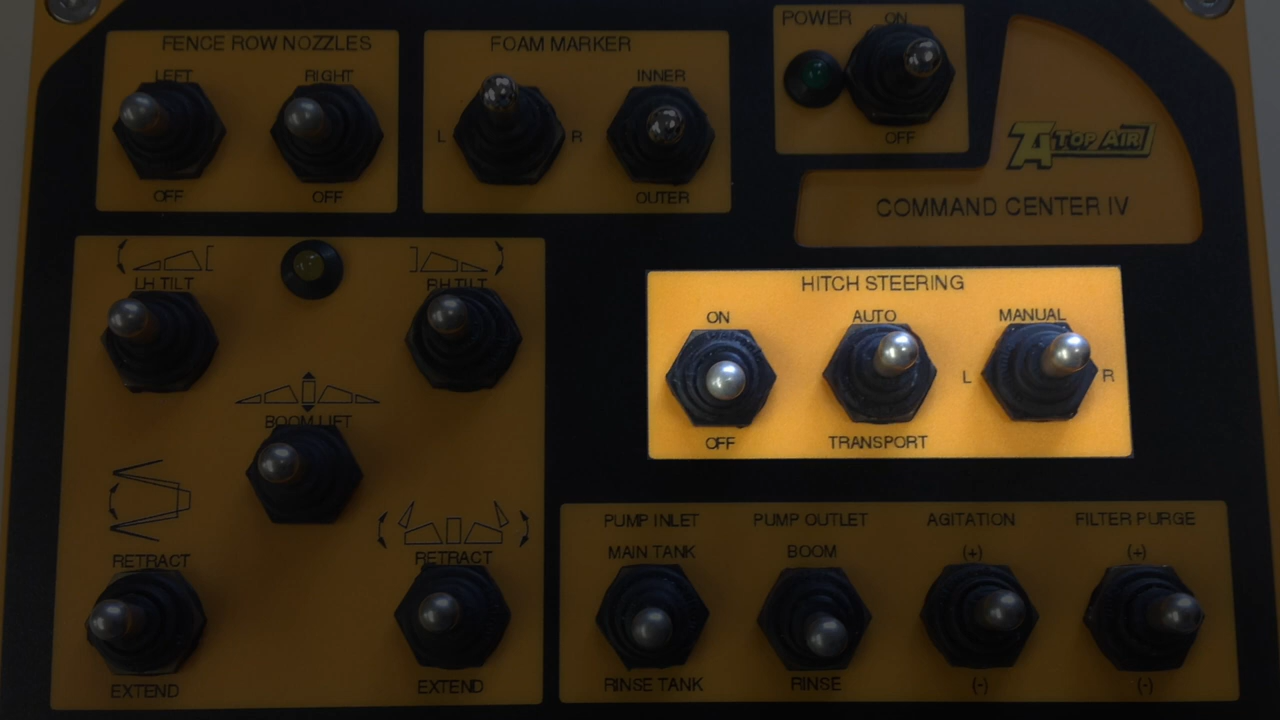 FENCE ROW NOZZLES
LEFT RIGHT
OFF OFF
FOAM MARKER
INNER
L R
OUTER
POWER ON
OFF
TA TOP AIR
COMMAND CENTER IV
LH TILT RH TILT
BOOM LIFT
RETRACT RETRACT
EXTEND EXTEND
HITCH STEERING
ON AUTO MANUAL
L R
OFF TRANSPORT
PUMP INLET PUMP OUTLET AGITATION FILTER PURGE
MAIN TANK BOOM (+) (+)
RINSE TANK RINSE (-) (-)